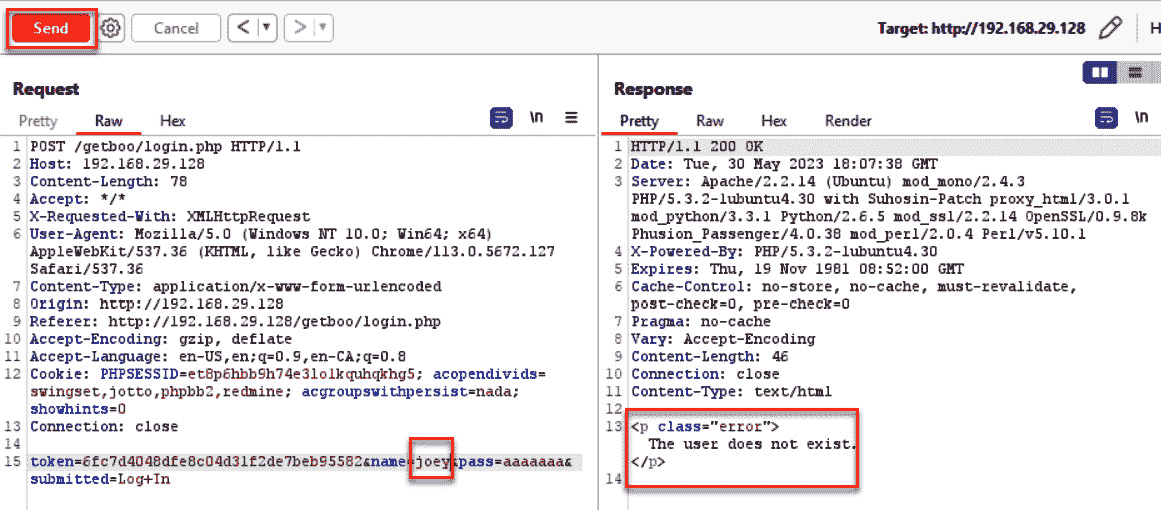 Send
Cancel
< | ▾
> | ▾
Target: http://192.168.29.128
H
Request
Pretty Raw Hex
\n
1 POST /getboo/login.php HTTP/1.1
2 Host: 192.168.29.128
3 Content-Length: 78
4 Accept: */*
5 X-Requested-With: XMLHttpRequest
6 User-Agent: Mozilla/5.0 (Windows NT 10.0; Win64; x64)
AppleWebKit/537.36 (KHTML, like Gecko) Chrome/113.0.5672.127
Safari/537.36
7 Content-Type: application/x-www-form-urlencoded
8 Origin: http://192.168.29.128
9 Referer: http://192.168.29.128/getboo/login.php
10 Accept-Encoding: gzip, deflate
11 Accept-Language: en-US,en;q=0.9,en-CA;q=0.8
12 Cookie: PHPSESSID=et8p6hbb9h74e3lolkquhqkhg5; acopendivids=
swingset,jotto,phpbb2,redmine; acgroupswithpersist=nada;
showhints=0
13 Connection: close
14
15 token=6fc7d4048dfe8c04d31f2de7beb95582&name=joey&pass=aaaaaaa&
submitted=Log+In
Response
Pretty Raw Hex Render
\n
1 HTTP/1.1 200 OK
2 Date: Tue, 30 May 2023 18:07:38 GMT
3 Server: Apache/2.2.14 (Ubuntu) mod_mono/2.4.3
PHP/5.3.2-1ubuntu4.30 with Suhosin-Patch proxy_html/3.0.1
mod_python/3.3.1 Python/2.6.5 mod_ssl/2.2.14 OpenSSL/0.9.8k
Phusion_Passenger/4.0.38 mod_perl/2.0.4 Perl/v5.10.1
4 X-Powered-By: PHP/5.3.2-1ubuntu4.30
5 Expires: Thu, 19 Nov 1981 08:52:00 GMT
6 Cache-Control: no-store, no-cache, must-revalidate,
post-check=0, pre-check=0
7 Pragma: no-cache
8 Vary: Accept-Encoding
9 Content-Length: 46
10 Connection: close
11 Content-Type: text/html
12
13 <p class="error">
The user does not exist.
</p>
14